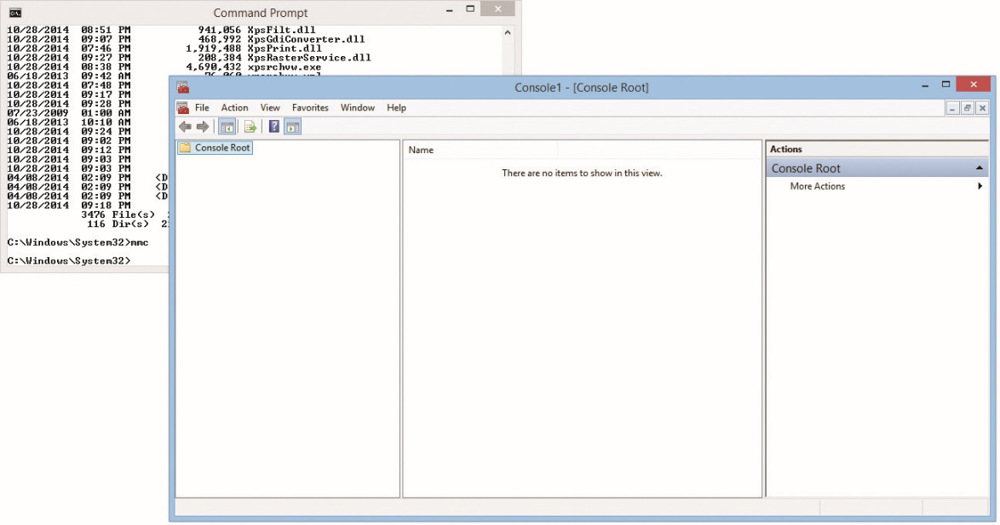 Command Prompt
10/28/2014 08:51 PM 941,056 XpsFilt.dll
10/28/2014 09:07 PM 468,992 XpsGdiConverter.dll
10/28/2014 07:46 PM 1,919,488 XpsPrint.dll
10/28/2014 09:27 PM 208,384 XpsRasterService.dll
10/28/2014 08:38 PM 4,690,432 xpsrchvw.exe
06/18/2013 09:42 AM
10/28/2014 07:48 PM
10/28/2014 09:17 PM
10/28/2014 09:28 PM
07/23/2009 01:00 AM
06/18/2013 10:10 AM
10/28/2014 09:24 PM
10/28/2014 09:02 PM
10/28/2014 09:12 PM
10/28/2014 09:03 PM
10/28/2014 09:03 PM
04/08/2014 02:09 PM <D
04/08/2014 02:09 PM <D
04/08/2014 02:09 PM <D
10/28/2014 09:18 PM
3476 File(s)
116 Dir(s) 2
C:\Windows\System32>mmc
C:\Windows\System32>
Console1 - [Console Root]
File Action View Favorites Window Help
Console Root
Name
There are no items to show in this view.
Actions
Console Root
More Actions